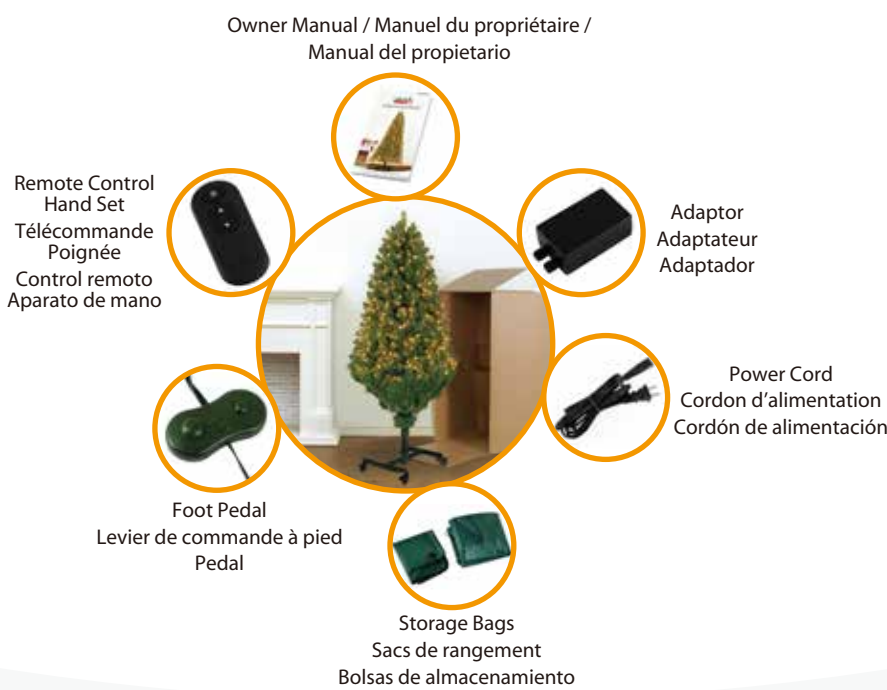 Owner Manual / Manuel du propriétaire /
Manual del propietario
Remote Control
Hand Set
Télécommande
Poignée
Control remoto
Aparato de mano
Adaptor
Adaptateur
Adaptador
Power Cord
Cordon d’alimentation
Cordón de alimentación
Foot Pedal
Levier de commande à pied
Pedal
Storage Bags
Sacs de rangement
Bolsas de almacenamiento